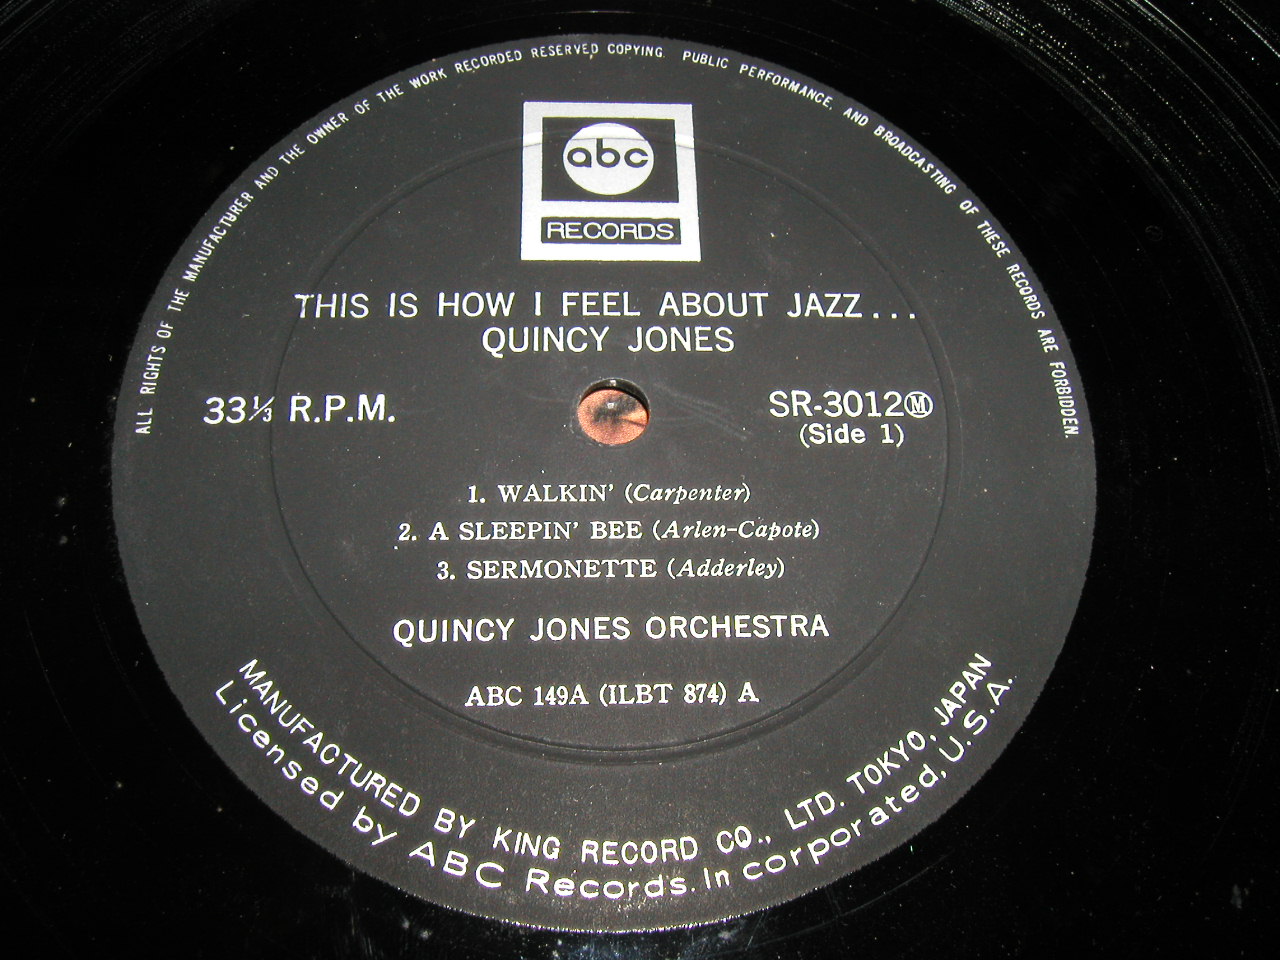 ALL RIGHTS OF THE MANUFACTURER AND THE OWNER OF THE WORK RECORDED RESERVED COPYING. PUBLIC PERFORMANCE, AND BROADCASTING OF THESE RECORDS ARE FORBIDDEN.
abc
RECORDS
THIS IS HOW I FEEL ABOUT JAZZ...
QUINCY JONES
33⅓ R.P.M.
SR-3012Ⓜ
(Side 1)
1. WALKIN' (Carpenter)
2. A SLEEPIN' BEE (Arlen-Capote)
3. SERMONETTE (Adderley)
QUINCY JONES ORCHESTRA
ABC 149A (ILBT 874) A
MANUFACTURED BY KING RECORD CO., LTD. TOKYO, JAPAN
Licensed by ABC Records. Incorporated, U.S.A.